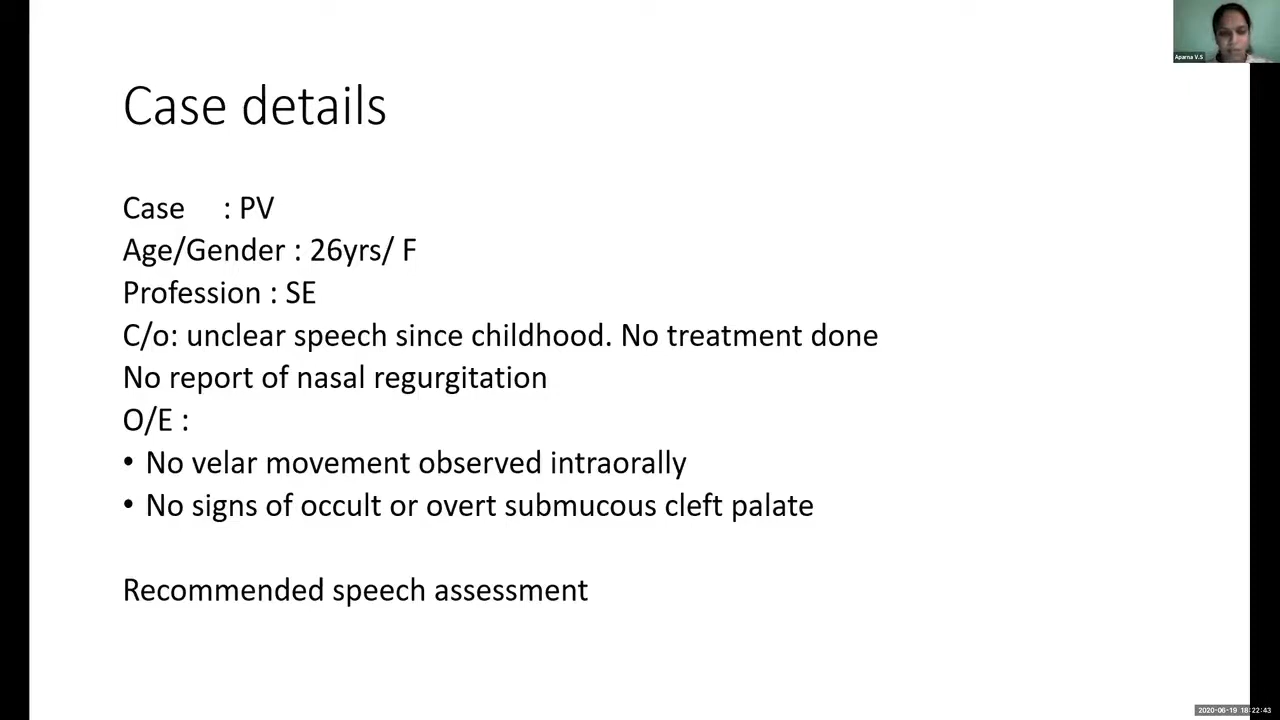 Aparna V.S
Case details
Case : PV
Age/Gender : 26yrs/ F
Profession : SE
C/o: unclear speech since childhood. No treatment done
No report of nasal regurgitation
O/E :
• No velar movement observed intraorally
• No signs of occult or overt submucous cleft palate
Recommended speech assessment
2020-06-19 18:22:43